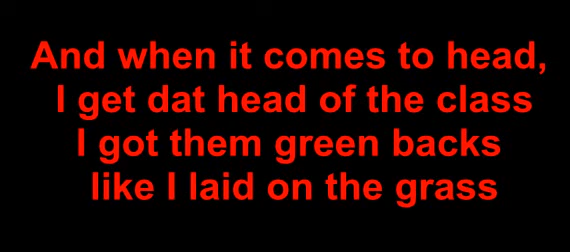 And when it comes to head,
I get dat head of the class
I got them green backs
like I laid on the grass